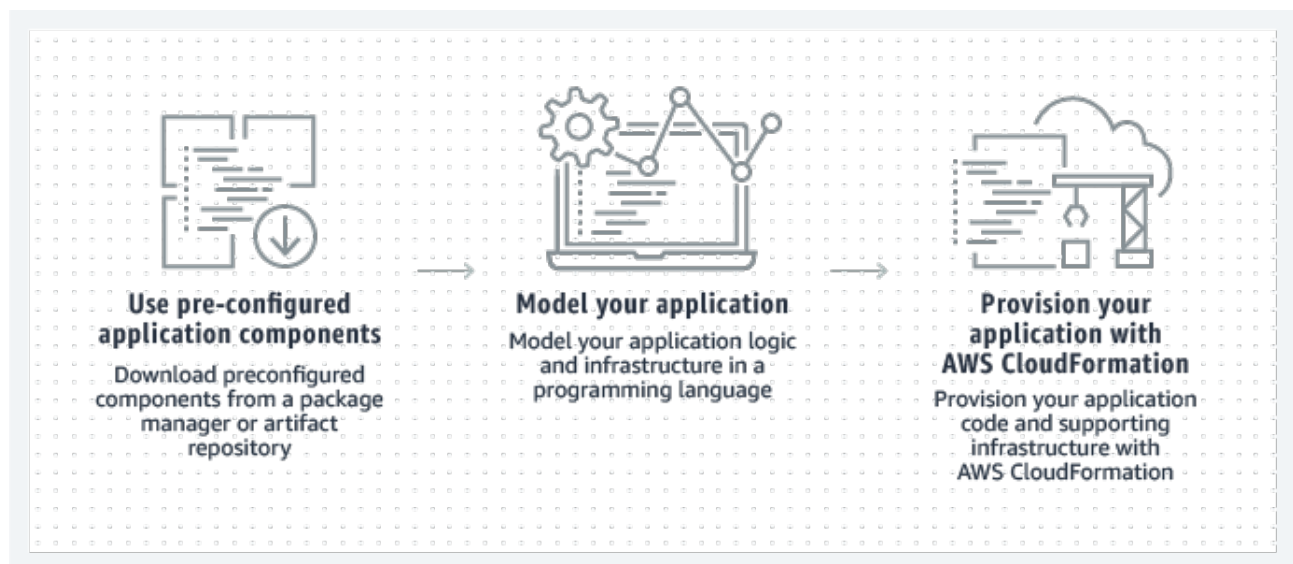 Use pre-configured
application components
Download preconfigured
components from a package
manager or artifact
repository
Model your application
Model your application logic
and infrastructure in a
programming language
Provision your
application with
AWS CloudFormation
Provision your application
code and supporting
infrastructure with
AWS CloudFormation